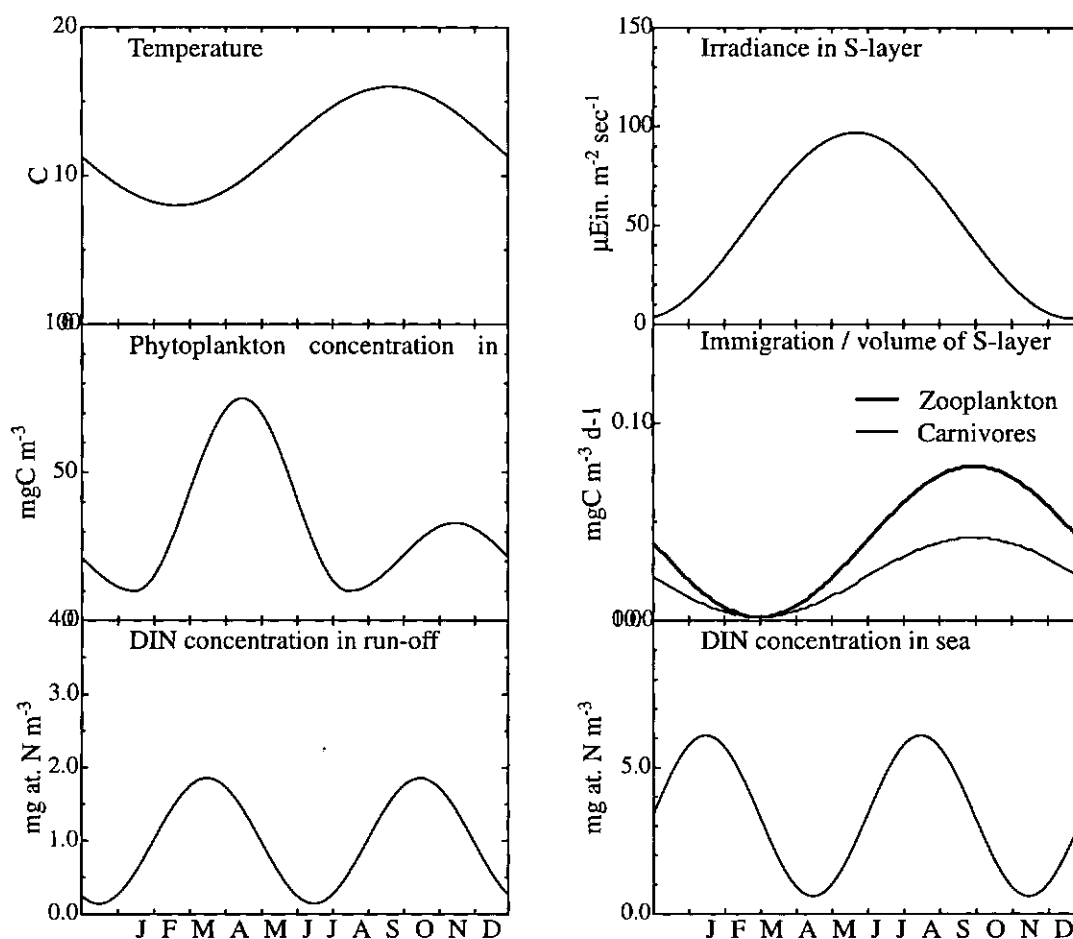 20
Temperature
10
C
100
Phytoplankton concentration in
50
mgC m-3
DIN concentration in run-off
4.0
3.0
2.0
1.0
0.0
mg at. N m-3
J F M A M J J A S O N D
150
Irradiance in S-layer
100
50
0
µEin. m-2 sec-1
Immigration / volume of S-layer
Zooplankton
Carnivores
0.10
mgC m-3 d-1
DIN concentration in sea
5.0
0.0
mg at. N m-3
J F M A M J J A S O N D